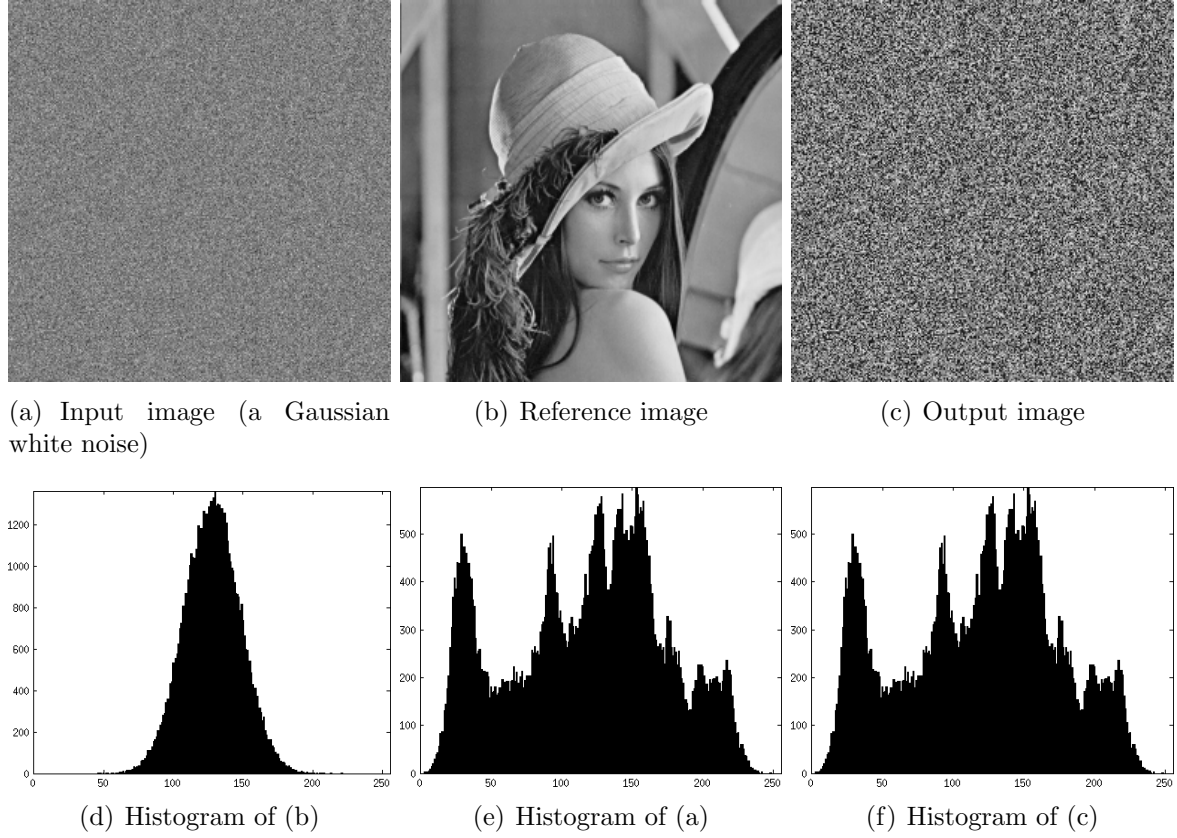 (a) Input image (a Gaussian
white noise)
(b) Reference image
(c) Output image
1200
1000
800
600
400
200
0
0 50 100 150 200 250
500
400
300
200
100
0
0 50 100 150 200 250
500
400
300
200
100
0
0 50 100 150 200 250
(d) Histogram of (b)
(e) Histogram of (a)
(f) Histogram of (c)